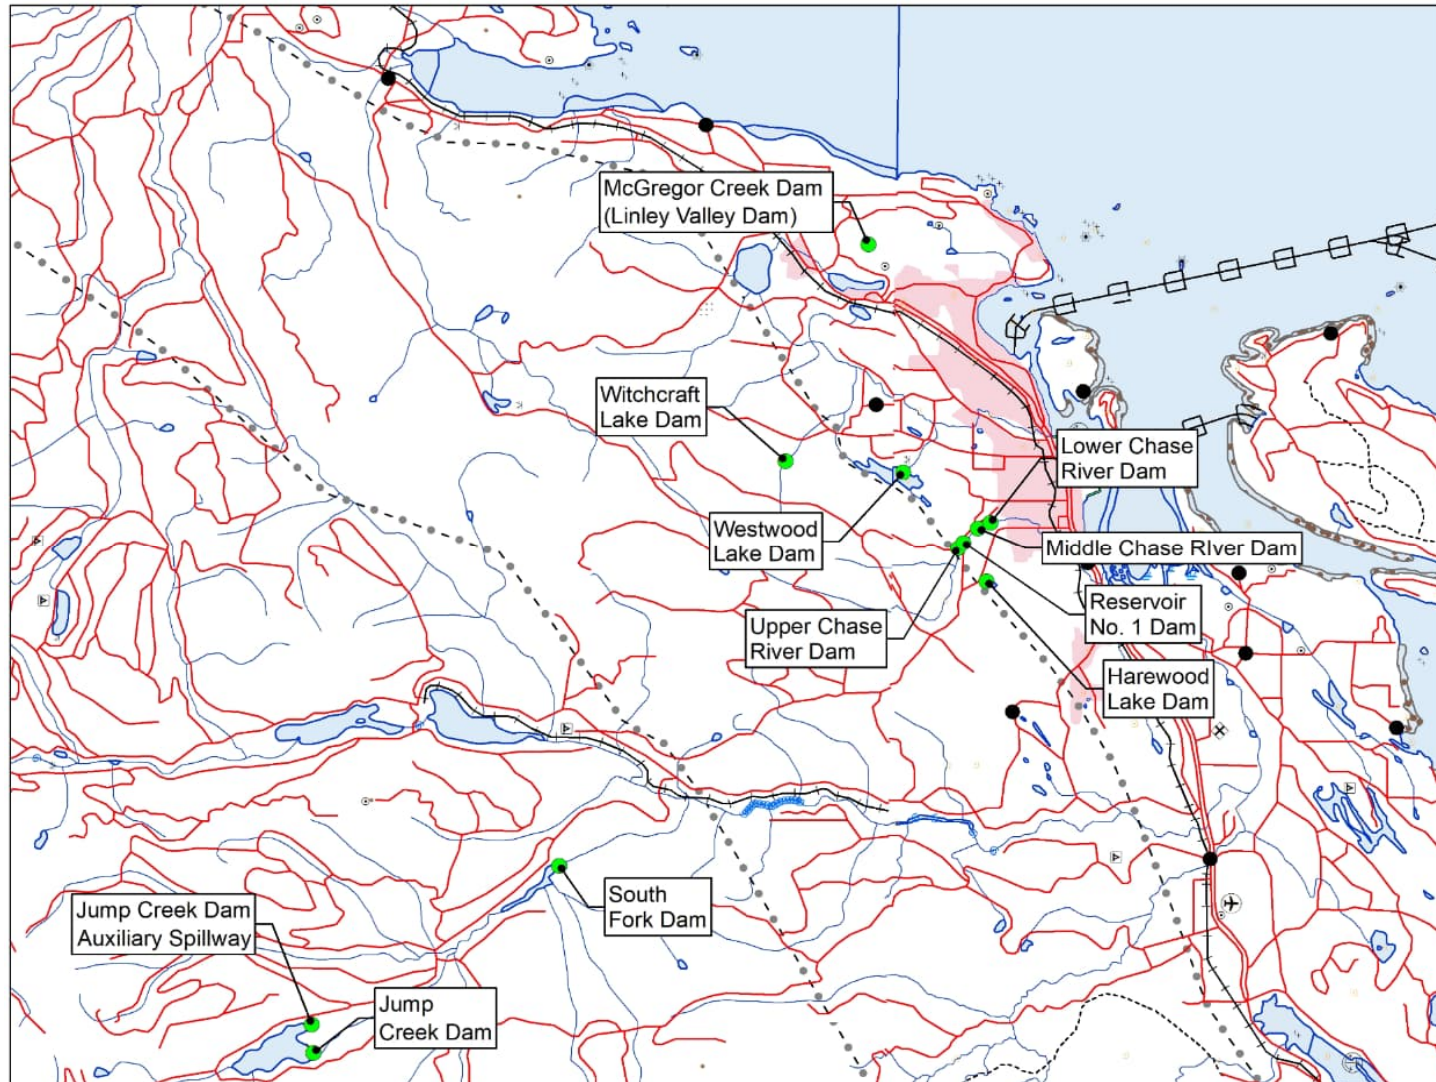 McGregor Creek Dam
(Linley Valley Dam)
Witchcraft
Lake Dam
Lower Chase
River Dam
Westwood
Lake Dam
Middle Chase RIver Dam
Reservoir
No. 1 Dam
Upper Chase
River Dam
Harewood
Lake Dam
South
Fork Dam
Jump Creek Dam
Auxiliary Spillway
Jump
Creek Dam